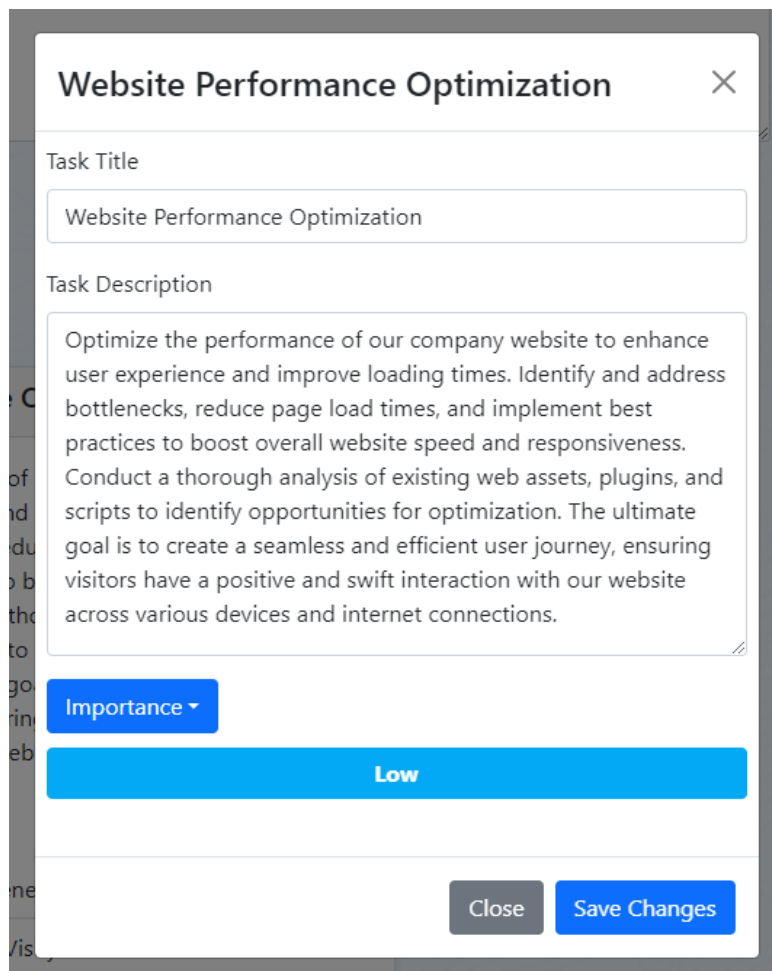 Website Performance Optimization
Task Title
Website Performance Optimization
Task Description
Optimize the performance of our company website to enhance
user experience and improve loading times. Identify and address
bottlenecks, reduce page load times, and implement best
practices to boost overall website speed and responsiveness.
Conduct a thorough analysis of existing web assets, plugins, and
scripts to identify opportunities for optimization. The ultimate
goal is to create a seamless and efficient user journey, ensuring
visitors have a positive and swift interaction with our website
across various devices and internet connections.
Importance
Low
Close
Save Changes